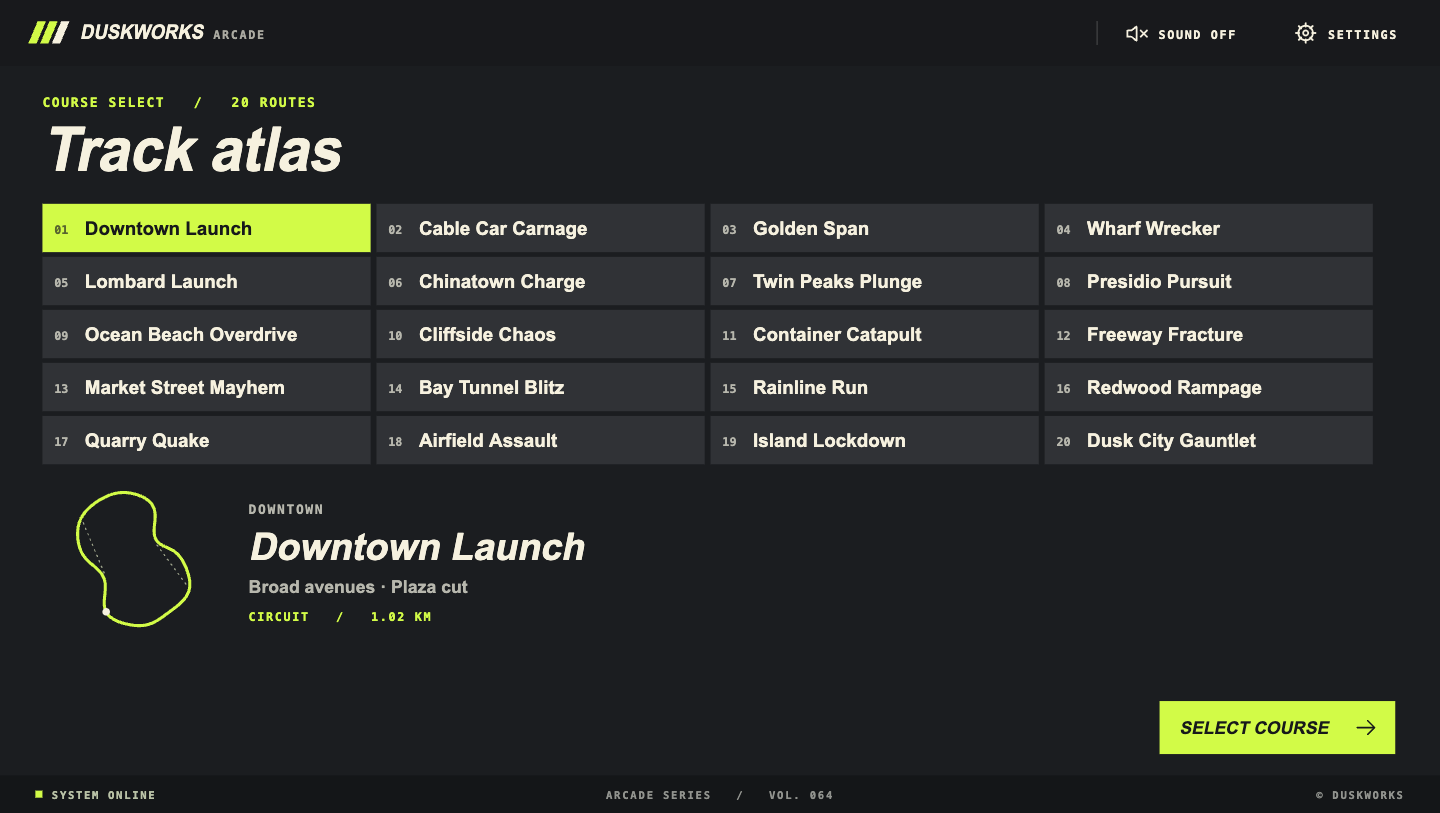 DUSKWORKS ARCADE
SOUND OFF
SETTINGS
COURSE SELECT / 20 ROUTES
Track atlas
01 Downtown Launch
02 Cable Car Carnage
03 Golden Span
04 Wharf Wrecker
05 Lombard Launch
06 Chinatown Charge
07 Twin Peaks Plunge
08 Presidio Pursuit
09 Ocean Beach Overdrive
10 Cliffside Chaos
11 Container Catapult
12 Freeway Fracture
13 Market Street Mayhem
14 Bay Tunnel Blitz
15 Rainline Run
16 Redwood Rampage
17 Quarry Quake
18 Airfield Assault
19 Island Lockdown
20 Dusk City Gauntlet
DOWNTOWN
Downtown Launch
Broad avenues · Plaza cut
CIRCUIT / 1.02 KM
SELECT COURSE
SYSTEM ONLINE
ARCADE SERIES / VOL. 064
© DUSKWORKS